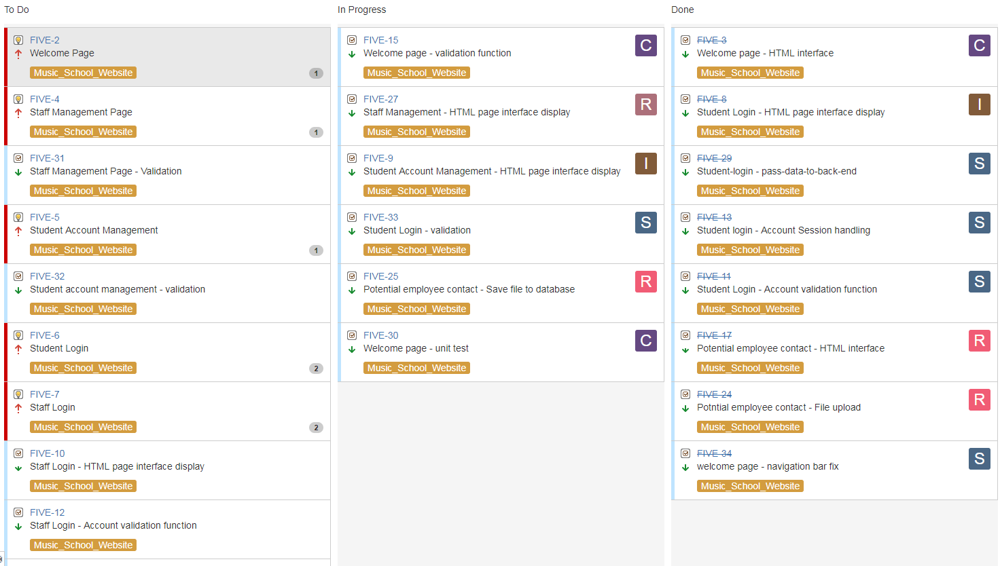 To Do
FIVE-2
Welcome Page
Music_School_Website
1
FIVE-4
Staff Management Page
Music_School_Website
1
FIVE-31
Staff Management Page - Validation
Music_School_Website
FIVE-5
Student Account Management
Music_School_Website
1
FIVE-32
Student account management - validation
Music_School_Website
FIVE-6
Student Login
Music_School_Website
2
FIVE-7
Staff Login
Music_School_Website
2
FIVE-10
Staff Login - HTML page interface display
Music_School_Website
FIVE-12
Staff Login - Account validation function
Music_School_Website
In Progress
FIVE-15
C
Welcome page - validation function
Music_School_Website
FIVE-27
R
Staff Management - HTML page interface display
Music_School_Website
FIVE-9
I
Student Account Management - HTML page interface display
Music_School_Website
FIVE-33
S
Student Login - validation
Music_School_Website
FIVE-25
R
Potential employee contact - Save file to database
Music_School_Website
FIVE-30
C
Welcome page - unit test
Music_School_Website
Done
FIVE-3
C
Welcome page - HTML interface
Music_School_Website
FIVE-8
I
Student Login - HTML page interface display
Music_School_Website
FIVE-29
S
Student-login - pass-data-to-back-end
Music_School_Website
FIVE-13
S
Student login - Account Session handling
Music_School_Website
FIVE-11
S
Student Login - Account validation function
Music_School_Website
FIVE-17
R
Potential employee contact - HTML interface
Music_School_Website
FIVE-24
R
Potntial employee contact - File upload
Music_School_Website
FIVE-34
S
welcome page - navigation bar fix
Music_School_Website